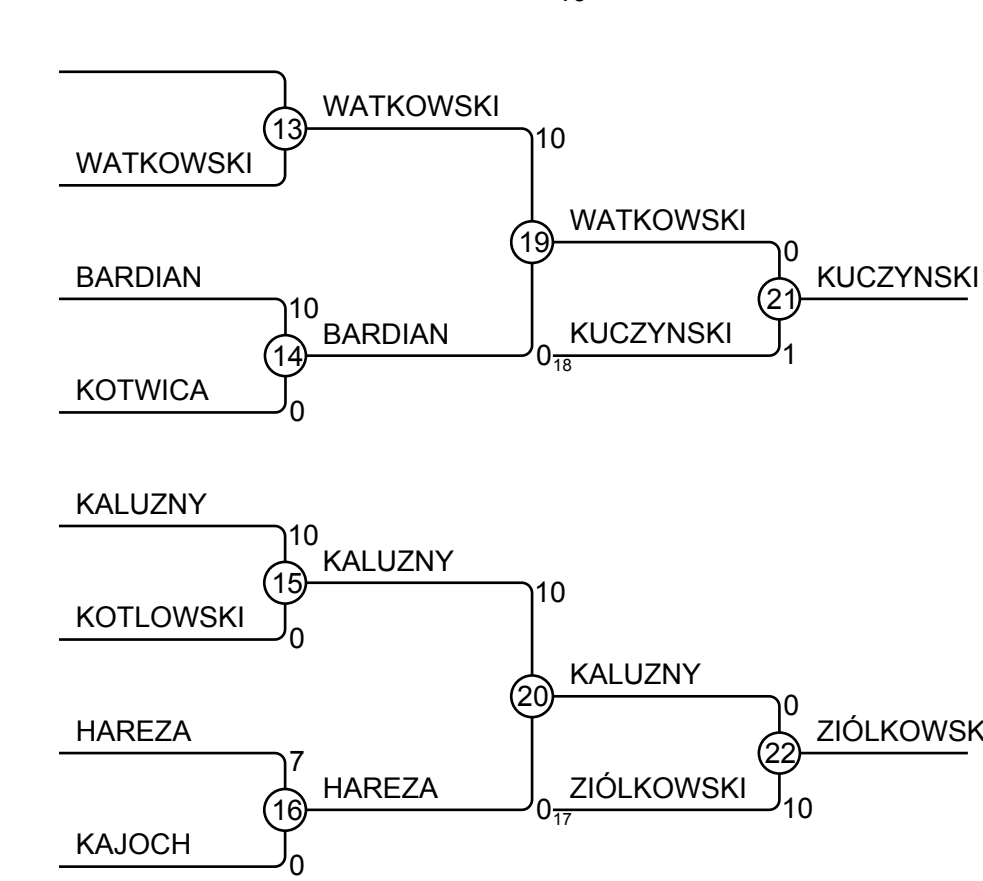 13
WATKOWSKI
WATKOWSKI
10
BARDIAN
10
14
BARDIAN
0
18
KOTWICA
0
19
WATKOWSKI
0
KUCZYNSKI
1
21
KUCZYNSKI
KALUZNY
10
15
KALUZNY
10
KOTLOWSKI
0
HAREZA
7
16
HAREZA
0
17
KAJOCH
0
20
KALUZNY
0
ZIÓLKOWSKI
10
22
ZIÓLKOWSK